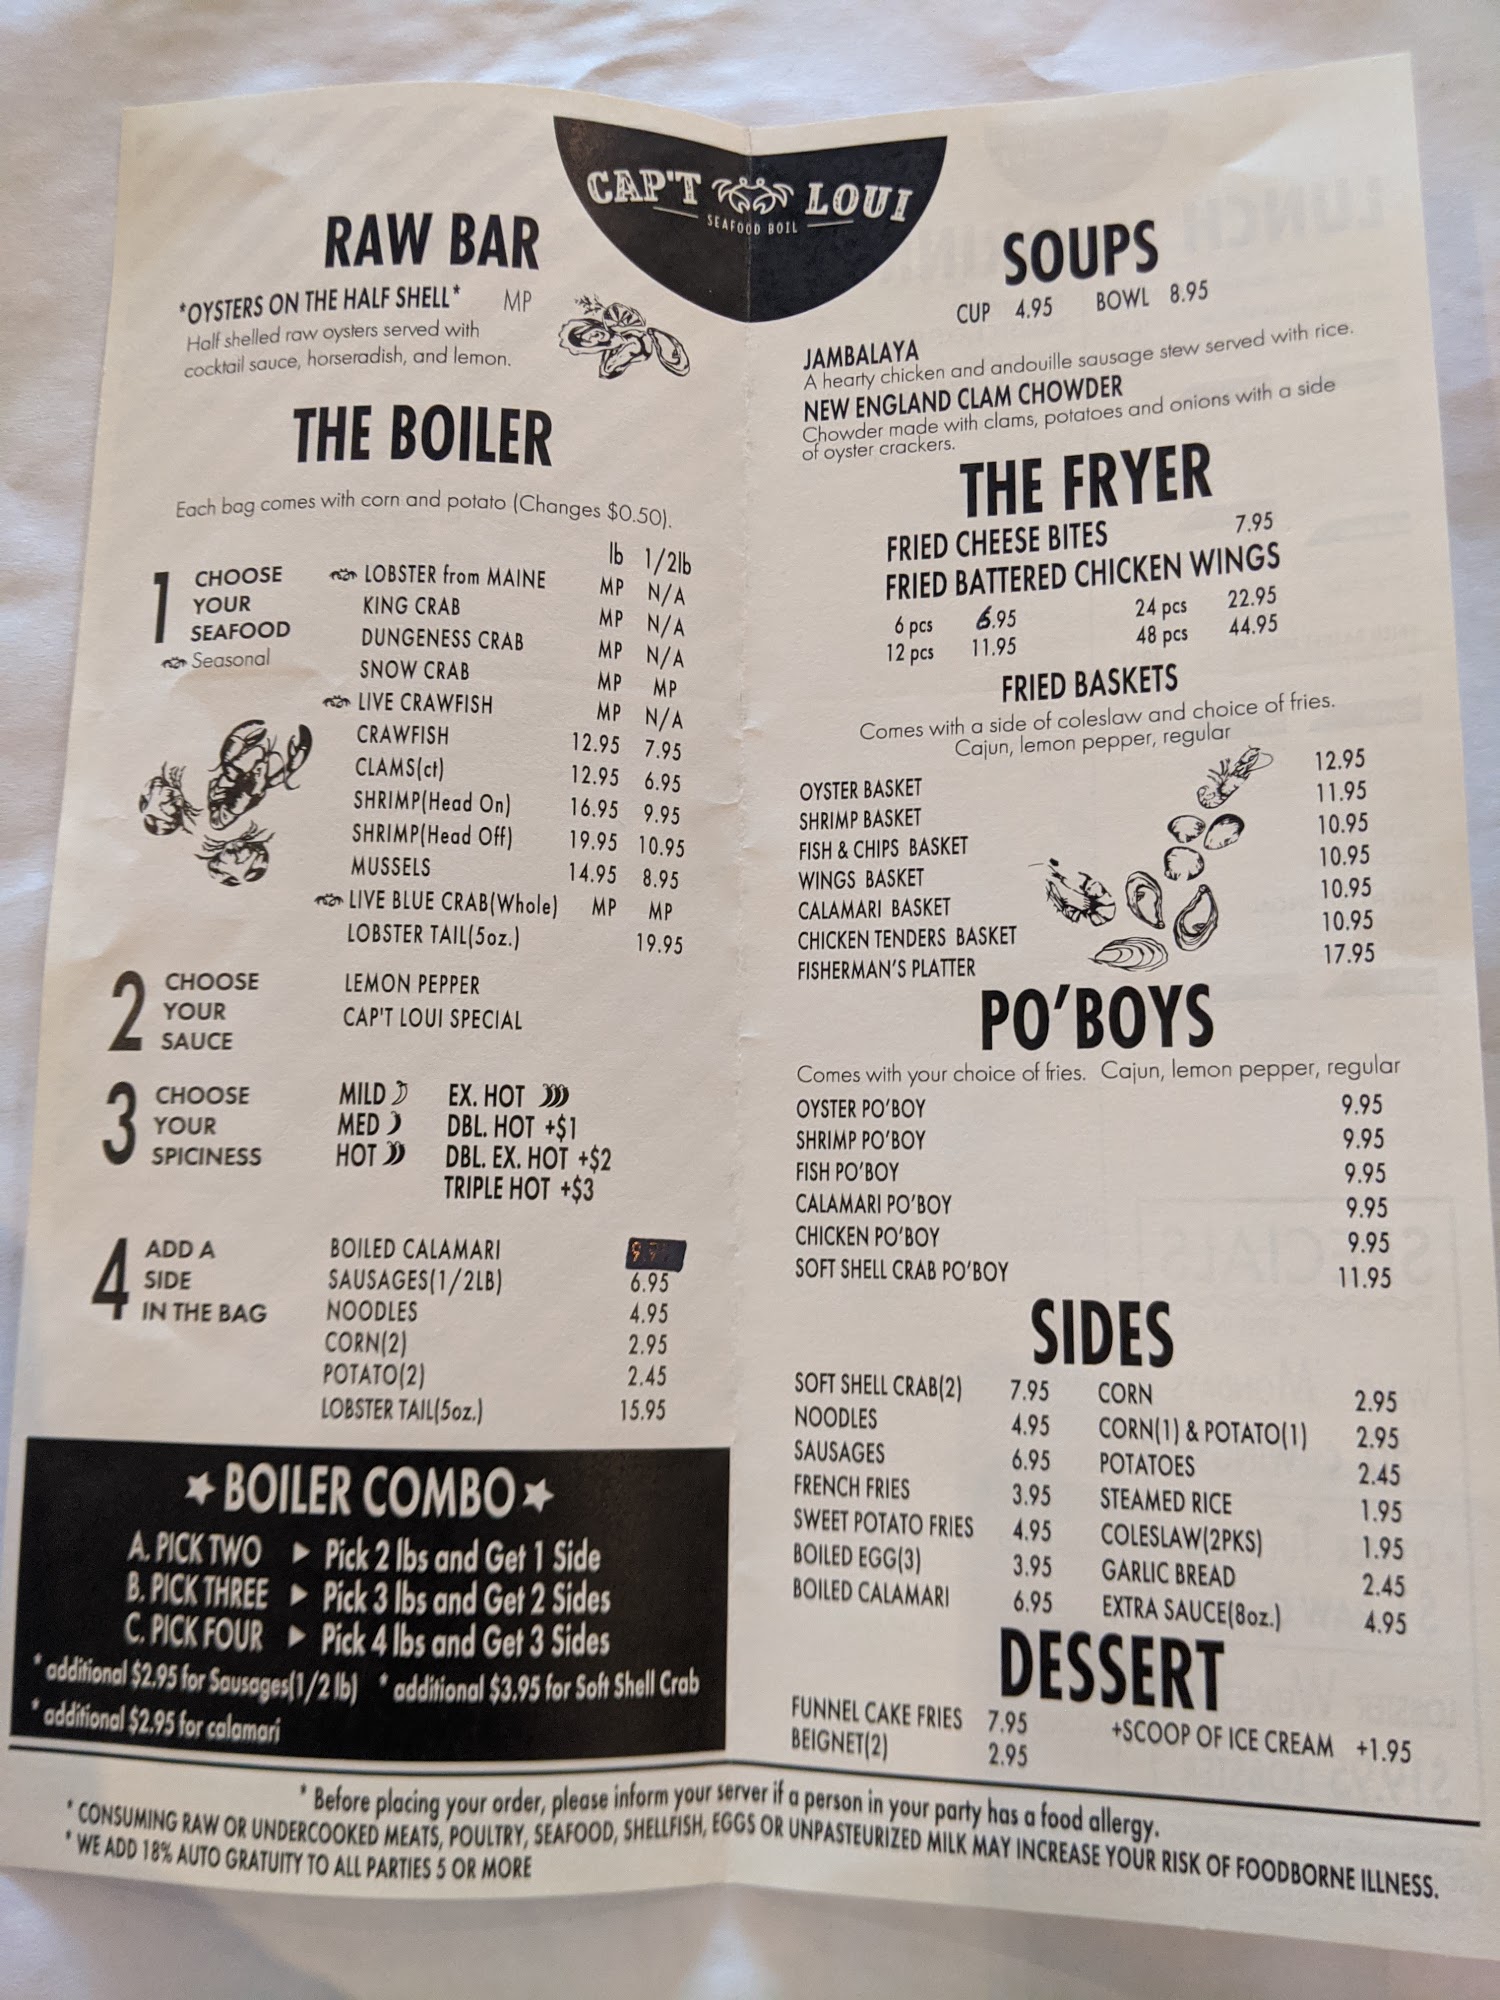 CAP'T LOUI
SEAFOOD BOIL
RAW BAR
*OYSTERS ON THE HALF SHELL* MP
Half shelled raw oysters served with
cocktail sauce, horseradish, and lemon.
THE BOILER
Each bag comes with corn and potato (Changes $0.50).
1 CHOOSE
YOUR
SEAFOOD
Seasonal
lb 1/2lb
LOBSTER from MAINE MP N/A
KING CRAB MP N/A
DUNGENESS CRAB MP N/A
SNOW CRAB MP MP
LIVE CRAWFISH MP N/A
CRAWFISH 12.95 7.95
CLAMS(ct) 12.95 6.95
SHRIMP(Head On) 16.95 9.95
SHRIMP(Head Off) 19.95 10.95
MUSSELS 14.95 8.95
LIVE BLUE CRAB(Whole) MP MP
LOBSTER TAIL(5oz.) 19.95
2 CHOOSE
YOUR
SAUCE
LEMON PEPPER
CAP'T LOUI SPECIAL
3 CHOOSE
YOUR
SPICINESS
MILD EX. HOT
MED DBL. HOT +$1
HOT DBL. EX. HOT +$2
TRIPLE HOT +$3
4 ADD A
SIDE
IN THE BAG
BOILED CALAMARI
SAUSAGES(1/2LB) 6.95
NOODLES 4.95
CORN(2) 2.95
POTATO(2) 2.45
LOBSTER TAIL(5oz.) 15.95
BOILER COMBO
A. PICK TWO Pick 2 lbs and Get 1 Side
B. PICK THREE Pick 3 lbs and Get 2 Sides
C. PICK FOUR Pick 4 lbs and Get 3 Sides
* additional $2.95 for Sausages(1/2 lb) * additional $3.95 for Soft Shell Crab
* additional $2.95 for calamari
SOUPS
CUP 4.95 BOWL 8.95
JAMBALAYA
A hearty chicken and andouille sausage stew served with rice.
NEW ENGLAND CLAM CHOWDER
Chowder made with clams, potatoes and onions with a side
of oyster crackers.
THE FRYER
FRIED CHEESE BITES 7.95
FRIED BATTERED CHICKEN WINGS
6 pcs 6.95 24 pcs 22.95
12 pcs 11.95 48 pcs 44.95
FRIED BASKETS
Comes with a side of coleslaw and choice of fries.
Cajun, lemon pepper, regular
OYSTER BASKET 12.95
SHRIMP BASKET 11.95
FISH & CHIPS BASKET 10.95
WINGS BASKET 10.95
CALAMARI BASKET 10.95
CHICKEN TENDERS BASKET 10.95
FISHERMAN'S PLATTER 17.95
PO'BOYS
Comes with your choice of fries. Cajun, lemon pepper, regular
OYSTER PO'BOY 9.95
SHRIMP PO'BOY 9.95
FISH PO'BOY 9.95
CALAMARI PO'BOY 9.95
CHICKEN PO'BOY 9.95
SOFT SHELL CRAB PO'BOY 11.95
SIDES
SOFT SHELL CRAB(2) 7.95 CORN 2.95
NOODLES 4.95 CORN(1) & POTATO(1) 2.95
SAUSAGES 6.95 POTATOES 2.45
FRENCH FRIES 3.95 STEAMED RICE 1.95
SWEET POTATO FRIES 4.95 COLESLAW(2PKS) 1.95
BOILED EGG(3) 3.95 GARLIC BREAD 2.45
BOILED CALAMARI 6.95 EXTRA SAUCE(8oz.) 4.95
DESSERT
FUNNEL CAKE FRIES 7.95 +SCOOP OF ICE CREAM +1.95
BEIGNET(2) 2.95
* Before placing your order, please inform your server if a person in your party has a food allergy.
* CONSUMING RAW OR UNDERCOOKED MEATS, POULTRY, SEAFOOD, SHELLFISH, EGGS OR UNPASTEURIZED MILK MAY INCREASE YOUR RISK OF FOODBORNE ILLNESS.
* WE ADD 18% AUTO GRATUITY TO ALL PARTIES 5 OR MORE